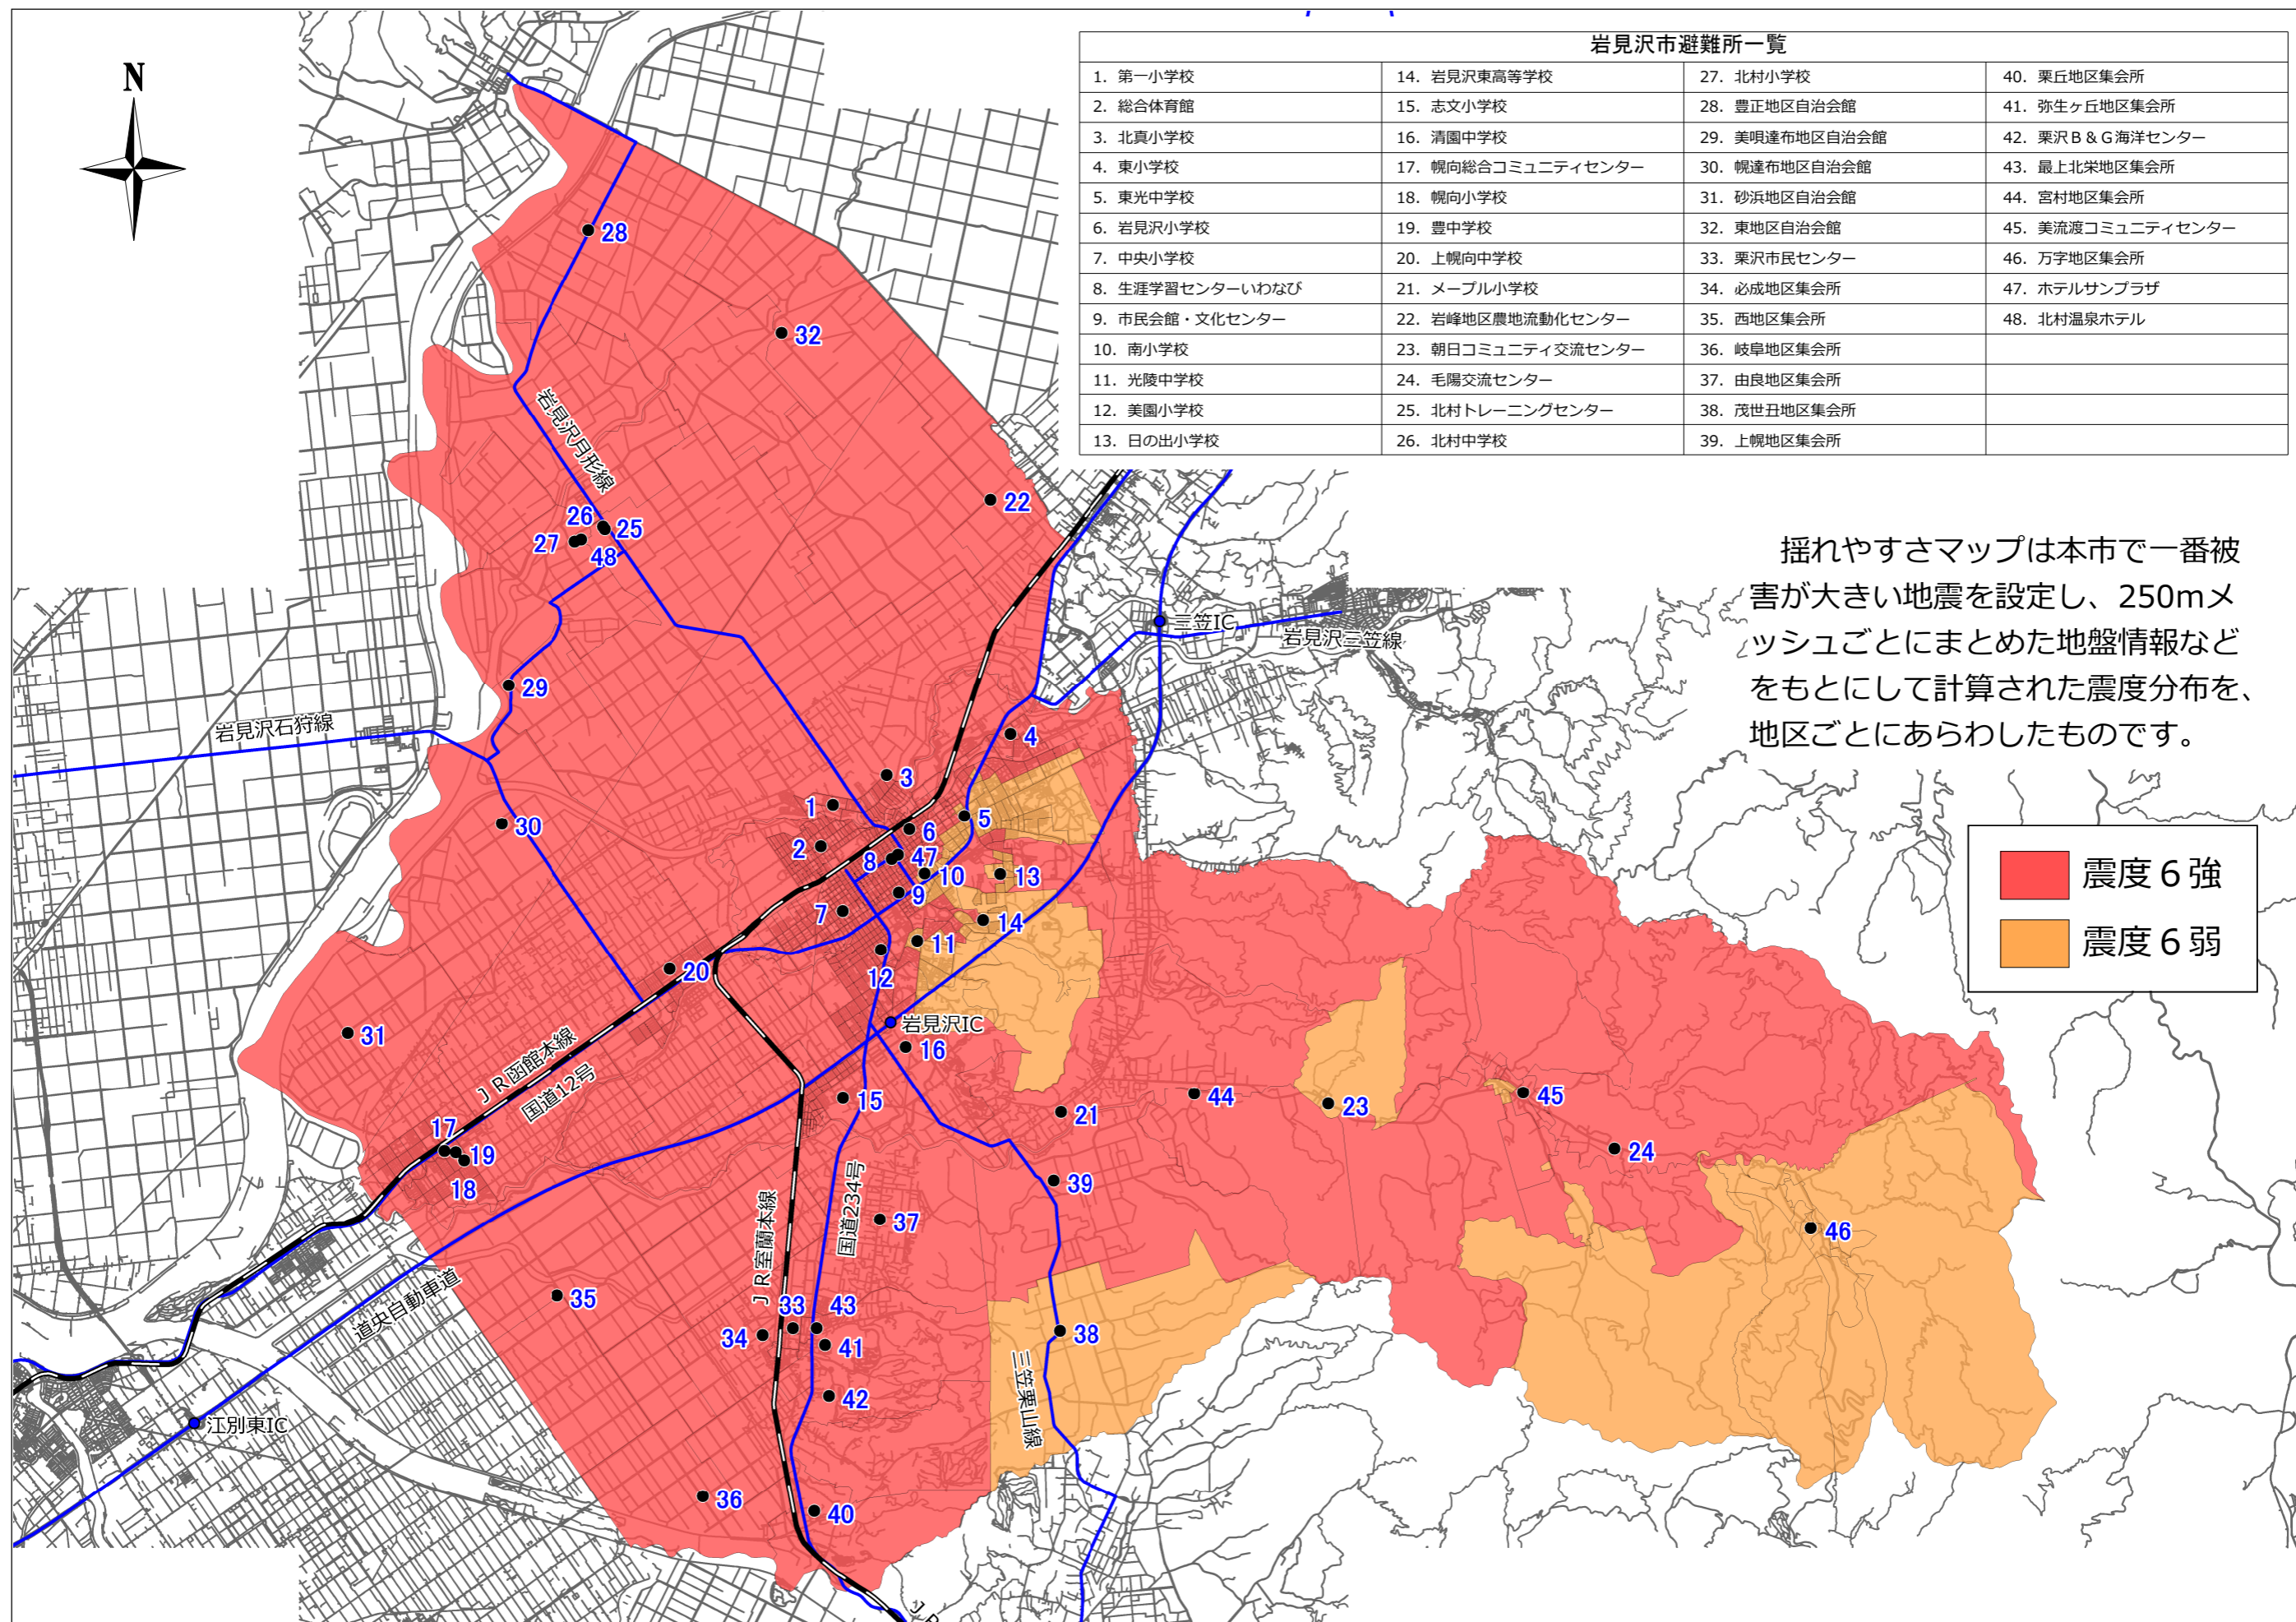 N
岩見沢市避難所一覧
1. 第一小学校
2. 総合体育館
3. 北真小学校
4. 東小学校
5. 東光中学校
6. 岩見沢小学校
7. 中央小学校
8. 生涯学習センターいわなび
9. 市民会館・文化センター
10. 南小学校
11. 光陵中学校
12. 美園小学校
13. 日の出小学校
14. 岩見沢東高等学校
15. 志文小学校
16. 清園中学校
17. 幌向総合コミュニティセンター
18. 幌向小学校
19. 豊中学校
20. 上幌向中学校
21. メープル小学校
22. 岩峰地区農地流動化センター
23. 朝日コミュニティ交流センター
24. 毛陽交流センター
25. 北村トレーニングセンター
26. 北村中学校
27. 北村小学校
28. 豊正地区自治会館
29. 美唄達布地区自治会館
30. 幌達布地区自治会館
31. 砂浜地区自治会館
32. 東地区自治会館
33. 栗沢市民センター
34. 必成地区集会所
35. 西地区集会所
36. 岐阜地区集会所
37. 由良地区集会所
38. 茂世丑地区集会所
39. 上幌地区集会所
40. 栗丘地区集会所
41. 弥生ヶ丘地区集会所
42. 栗沢B&G海洋センター
43. 最上北栄地区集会所
44. 宮村地区集会所
45. 美流渡コミュニティセンター
46. 万字地区集会所
47. ホテルサンプラザ
48. 北村温泉ホテル
揺れやすさマップは本市で一番被
害が大きい地震を設定し、250mメ
ッシュごとにまとめた地盤情報など
をもとにして計算された震度分布を、
地区ごとにあらわしたものです。
震度6強
震度6弱
28
32
岩見沢月形線
22
26
25
27
48
三笠IC
岩見沢三笠線
29
岩見沢石狩線
4
3
1
30
5
6
2
8
47
10
13
9
7
14
11
12
20
岩見沢IC
31
16
JR函館本線
国道12号
15
44
23
45
21
17
19
18
24
39
国道234号
JR室蘭本線
37
46
35
道央自動車道
33
43
34
41
38
三笠栗山線
42
江別東IC
36
40